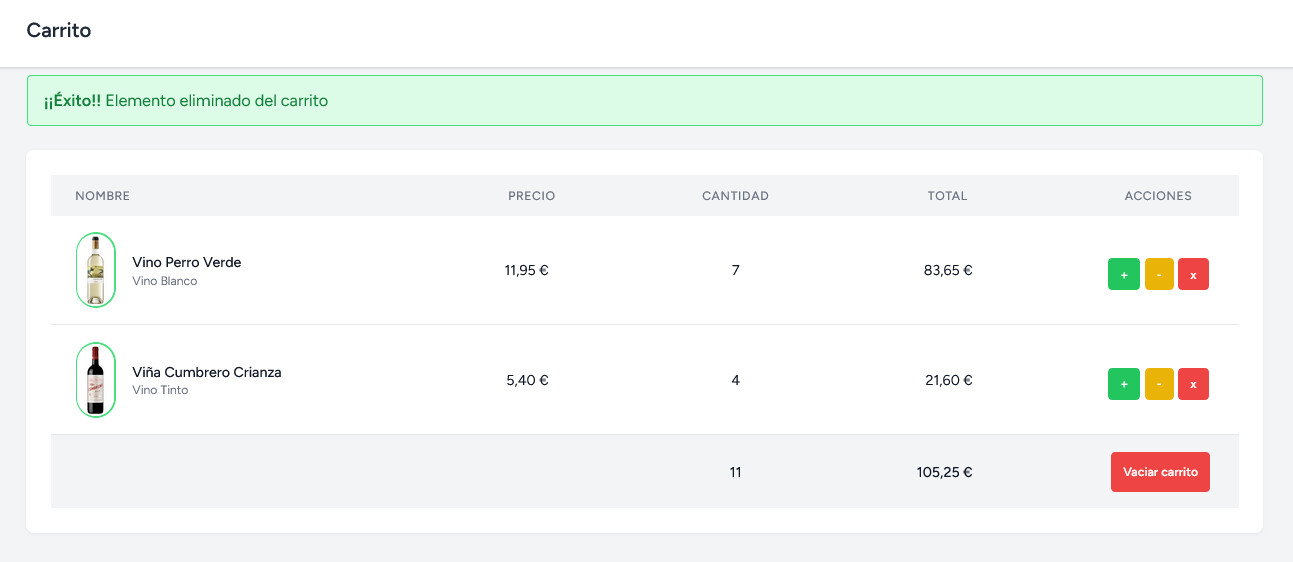 Carrito
¡¡Éxito!! Elemento eliminado del carrito
NOMBRE PRECIO CANTIDAD TOTAL ACCIONES
Vino Perro Verde
Vino Blanco
11,95 € 7 83,65 € + - x
Viña Cumbrero Crianza
Vino Tinto
5,40 € 4 21,60 € + - x
11 105,25 € Vaciar carrito